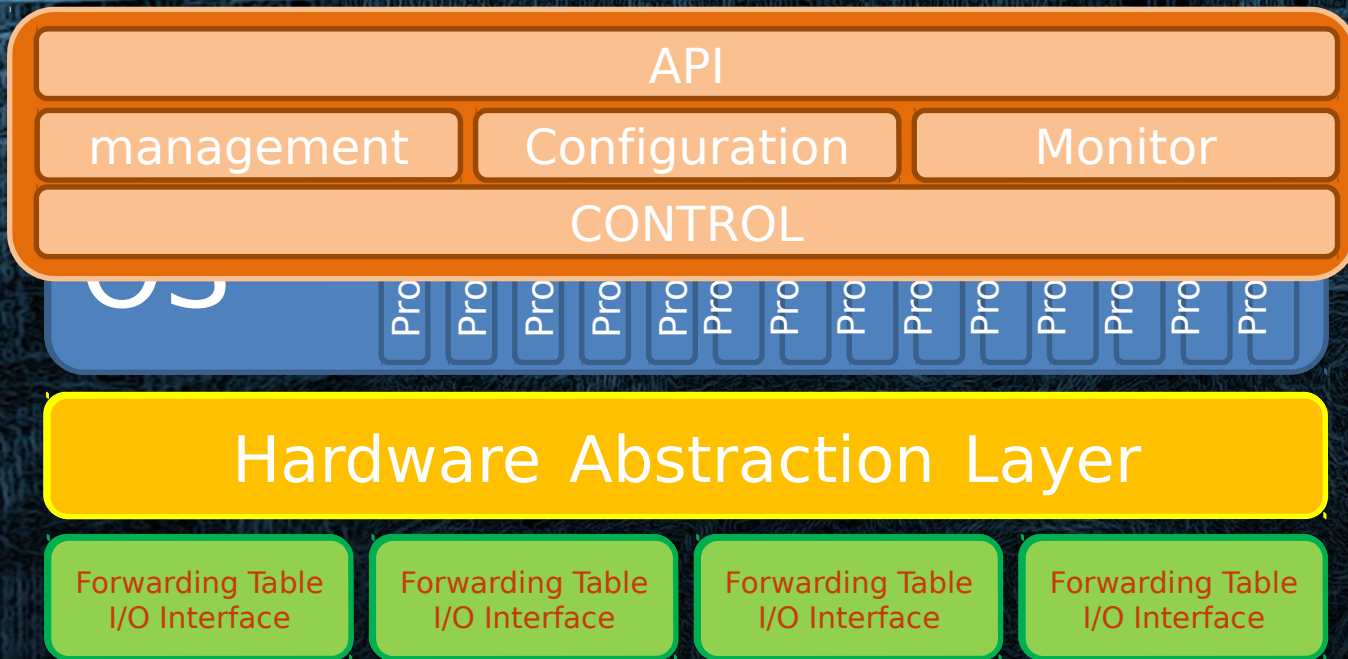 API
management
Configuration
Monitor
CONTROL
OS
Pro
Pro
Pro
Pro
Pro
Pro
Pro
Pro
Pro
Pro
Pro
Pro
Pro
Pro
Hardware Abstraction Layer
Forwarding Table
I/O Interface
Forwarding Table
I/O Interface
Forwarding Table
I/O Interface
Forwarding Table
I/O Interface